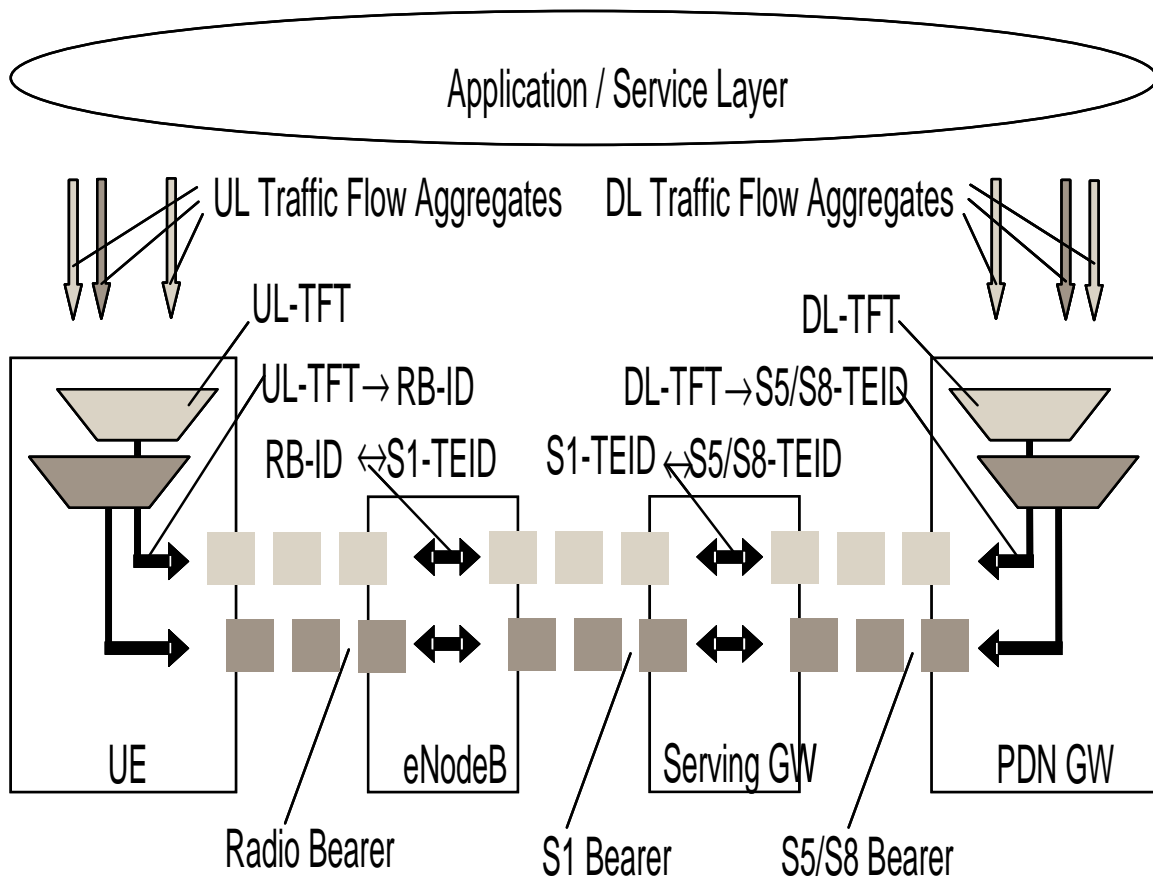 Application / Service Layer
UL Traffic Flow Aggregates
DL Traffic Flow Aggregates
UL-TFT
DL-TFT
UL-TFT → RB-ID
DL-TFT → S5/S8-TEID
RB-ID ↔ S1-TEID
S1-TEID ↔ S5/S8-TEID
UE
eNodeB
Serving GW
PDN GW
Radio Bearer
S1 Bearer
S5/S8 Bearer